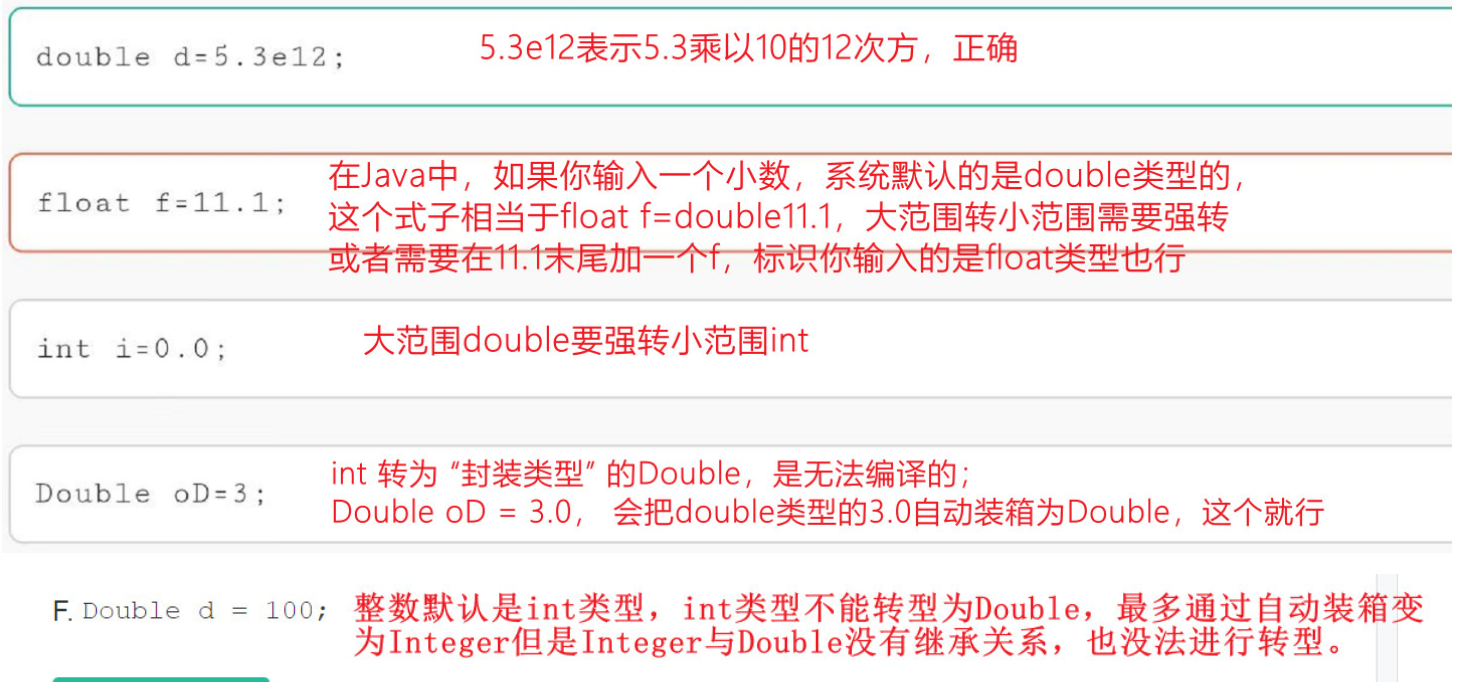 double d=5.3e12;
5.3e12表示5.3乘以10的12次方，正确
float f=11.1;
在Java中，如果你输入一个小数，系统默认的是double类型的，
这个式子相当于float f=double11.1，大范围转小范围需要强转
或者需要在11.1末尾加一个f，标识你输入的是float类型也行
int i=0.0;
大范围double要强转小范围int
Double oD=3;
int 转为 “封装类型” 的Double，是无法编译的；
Double oD = 3.0， 会把double类型的3.0自动装箱为Double，这个就行
F. Double d = 100;
整数默认是int类型，int类型不能转型为Double，最多通过自动装箱变
为Integer但是Integer与Double没有继承关系，也没法进行转型。